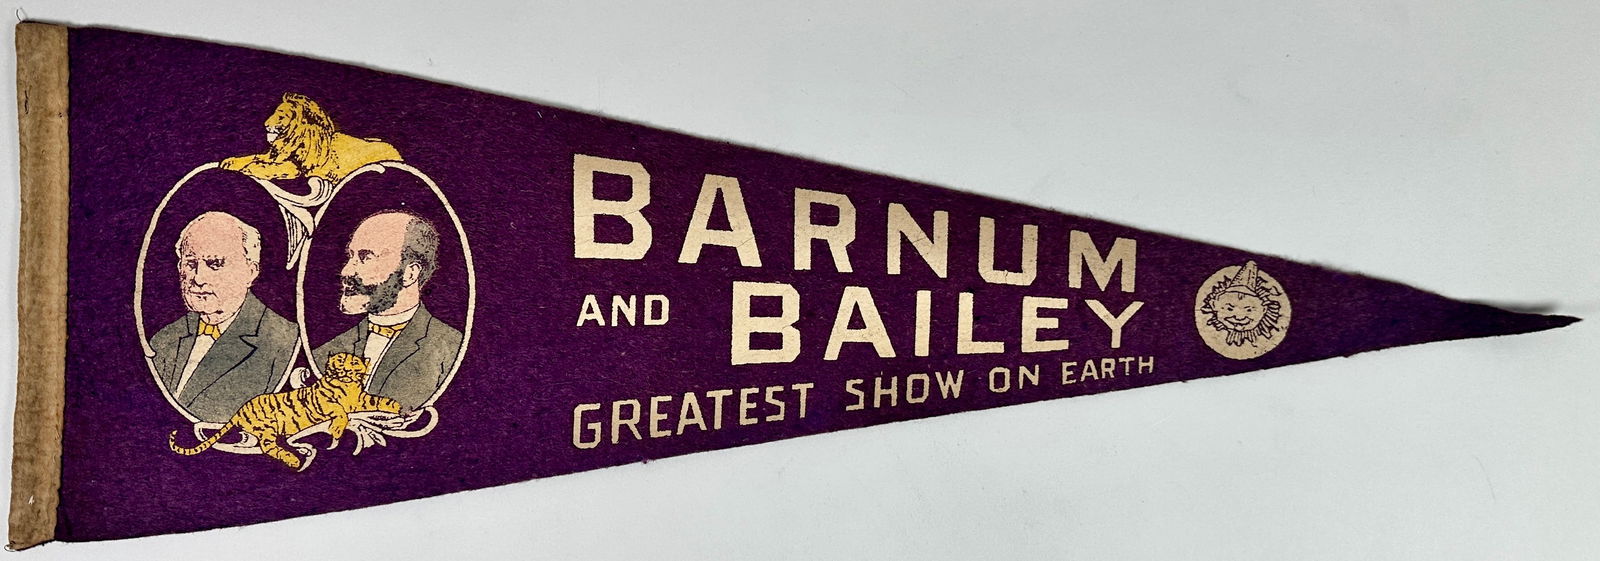 BARNUM
AND BAILEY
GREATEST SHOW ON EARTH